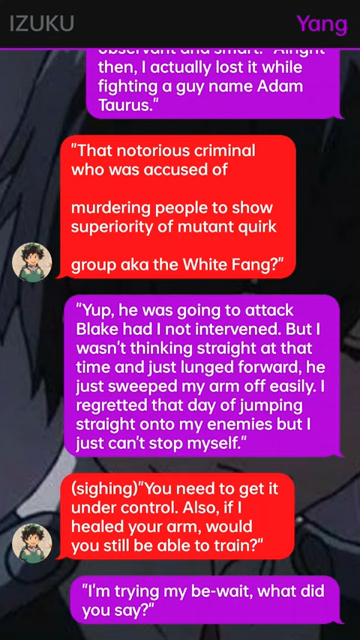 IZUKU
Yang
observant and smart." "Alright
then, I actually lost it while
fighting a guy name Adam
Taurus."
"That notorious criminal
who was accused of
murdering people to show
superiority of mutant quirk
group aka the White Fang?"
"Yup, he was going to attack
Blake had I not intervened. But I
wasn't thinking straight at that
time and just lunged forward, he
just sweeped my arm off easily. I
regretted that day of jumping
straight onto my enemies but I
just can't stop myself."
(sighing)"You need to get it
under control. Also, if I
healed your arm, would
you still be able to train?"
"I'm trying my be-wait, what did
you say?"